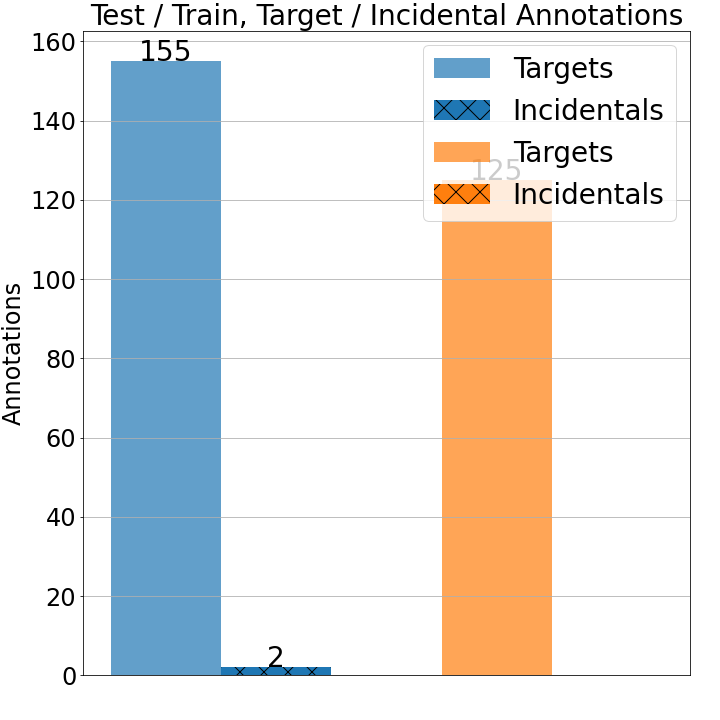 Test / Train, Target / Incidental Annotations
Annotations
160
140
120
100
80
60
40
20
0
155
2
125
Targets
Incidentals
Targets
Incidentals